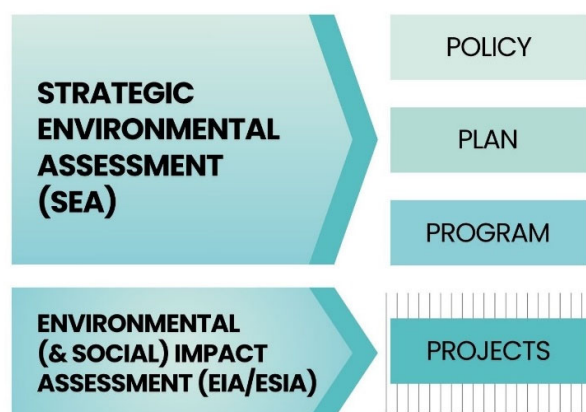 STRATEGIC
ENVIRONMENTAL
ASSESSMENT
(SEA)
POLICY
PLAN
PROGRAM
ENVIRONMENTAL
(& SOCIAL) IMPACT
ASSESSMENT (EIA/ESIA)
PROJECTS